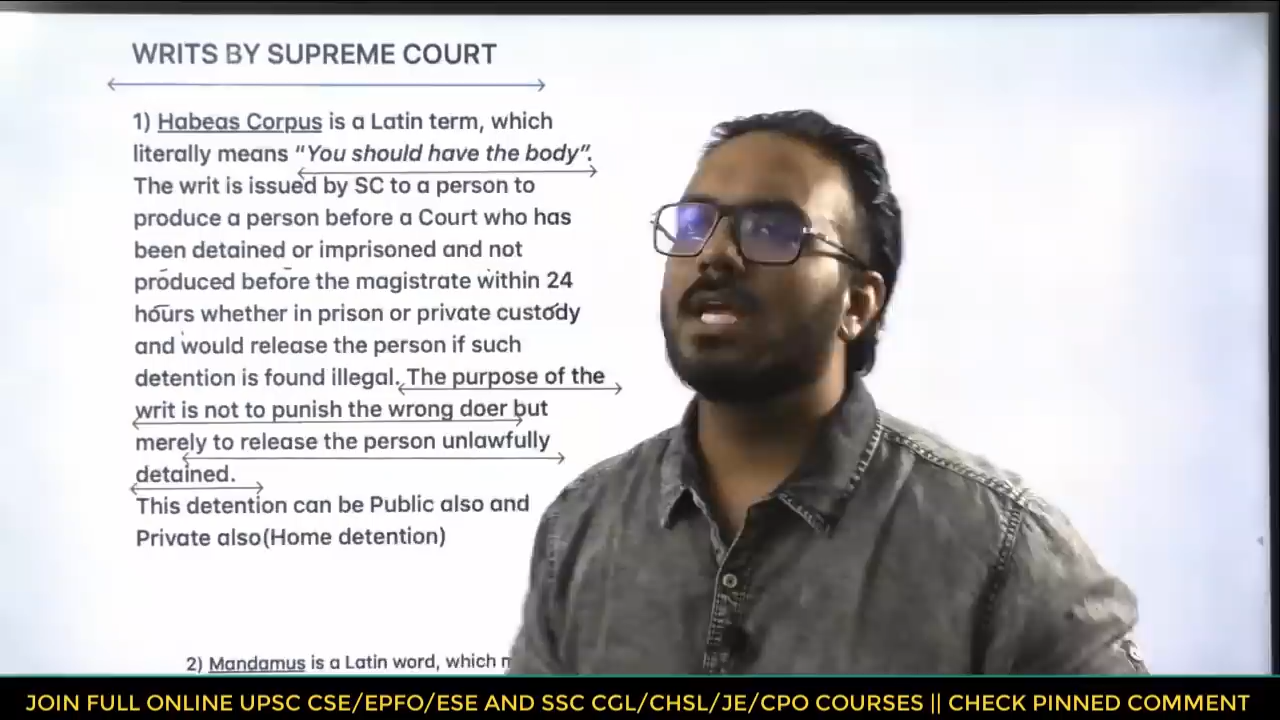 WRITS BY SUPREME COURT
1) Habeas Corpus is a Latin term, which
literally means "You should have the body".
The writ is issued by SC to a person to
produce a person before a Court who has
been detained or imprisoned and not
produced before the magistrate within 24
hours whether in prison or private custody
and would release the person if such
detention is found illegal. The purpose of the
writ is not to punish the wrong doer but
merely to release the person unlawfully
detained.
This detention can be Public also and
Private also(Home detention)
2) Mandamus is a Latin word, which
JOIN FULL ONLINE UPSC CSE/EPFO/ESE AND SSC CGL/CHSL/JE/CPO COURSES || CHECK PINNED COMMENT